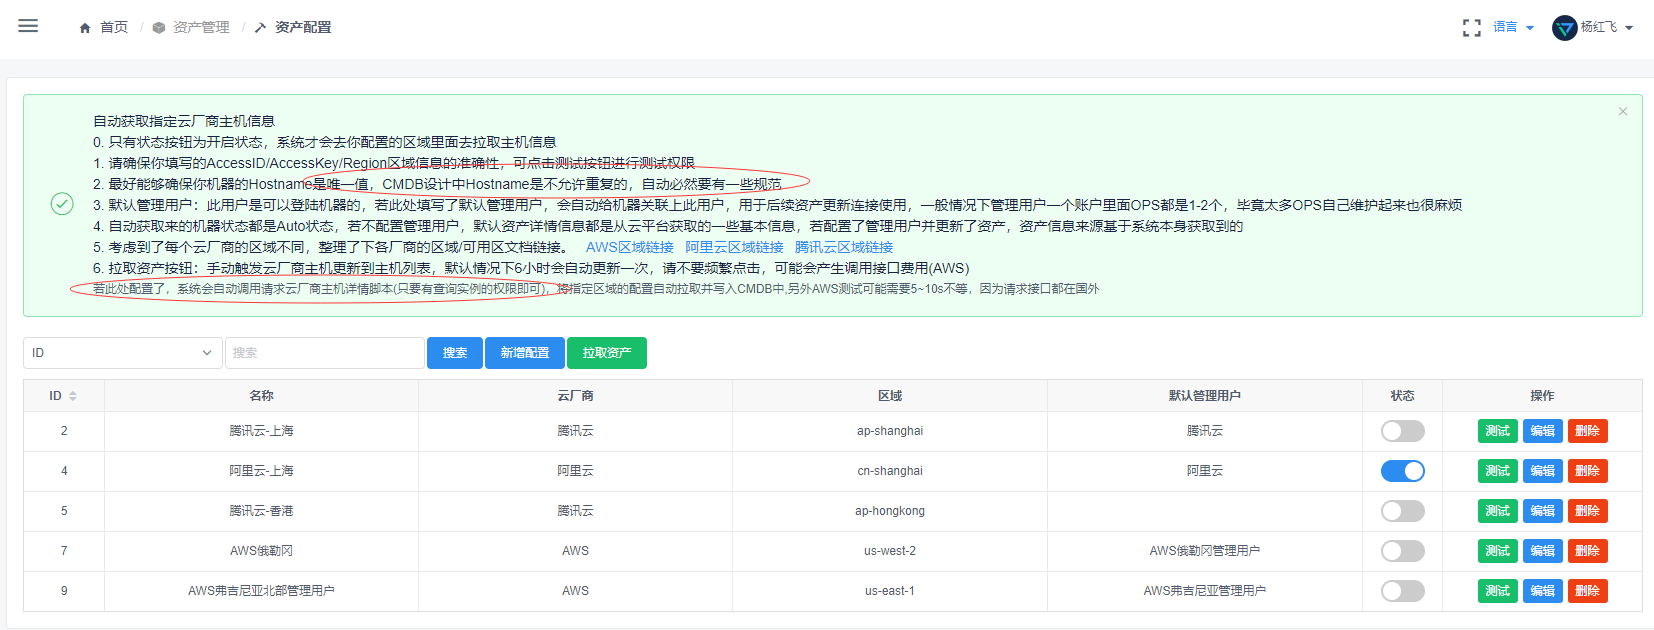 首页 / 资产管理 / 资产配置
语言
杨红飞
自动获取指定云厂商主机信息
0. 只有状态按钮为开启状态，系统才会去你配置的区域里面去拉取主机信息
1. 请确保你填写的AccessID/AccessKey/Region区域信息的准确性，可点击测试按钮进行测试权限
2. 最好能够确保你机器的Hostname是唯一值，CMDB设计中Hostname是不允许重复的，自动必然要有一些规范
3. 默认管理用户：此用户是可以登陆机器的，若此处填写了默认管理用户，会自动给机器关联上此用户，用于后续资产更新连接使用，一般情况下管理用户一个账户里面OPS都是1-2个，毕竟太多OPS自己维护起来也很麻烦
4. 自动获取来的机器状态都是Auto状态，若不配置管理用户，默认资产详情信息都是从云平台获取的一些基本信息，若配置了管理用户并更新了资产，资产信息来源基于系统本身获取到的
5. 考虑到了每个云厂商的区域不同，整理了下各厂商的区域/可用区文档链接。 AWS区域链接 阿里云区域链接 腾讯云区域链接
6. 拉取资产按钮：手动触发云厂商主机更新到主机列表，默认情况下6小时会自动更新一次，请不要频繁点击，可能会产生调用接口费用(AWS)
若此处配置了，系统会自动调用请求云厂商主机详情脚本(只要有查询实例的权限即可)，将指定区域的配置自动拉取并写入CMDB中,另外AWS测试可能需要5~10s不等，因为请求接口都在国外
ID 搜索 搜索 新增配置 拉取资产
ID 名称 云厂商 区域 默认管理用户 状态 操作
2 腾讯云-上海 腾讯云 ap-shanghai 腾讯云 测试 编辑 删除
4 阿里云-上海 阿里云 cn-shanghai 阿里云 测试 编辑 删除
5 腾讯云-香港 腾讯云 ap-hongkong 测试 编辑 删除
7 AWS俄勒冈 AWS us-west-2 AWS俄勒冈管理用户 测试 编辑 删除
9 AWS弗吉尼亚北部管理用户 AWS us-east-1 AWS弗吉尼亚管理用户 测试 编辑 删除